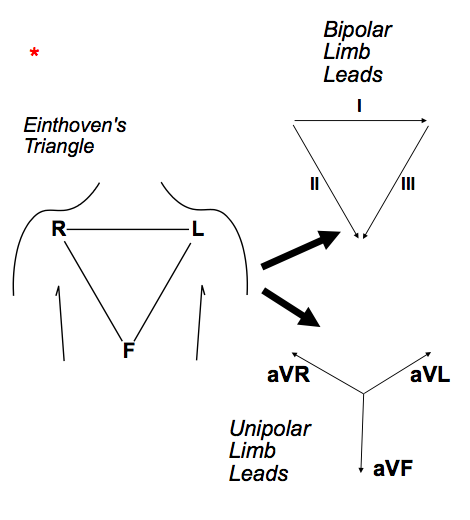 *
Einthoven's
Triangle
R
L
F
Bipolar
Limb
Leads
I
II
III
aVR
aVL
Unipolar
Limb
Leads
aVF